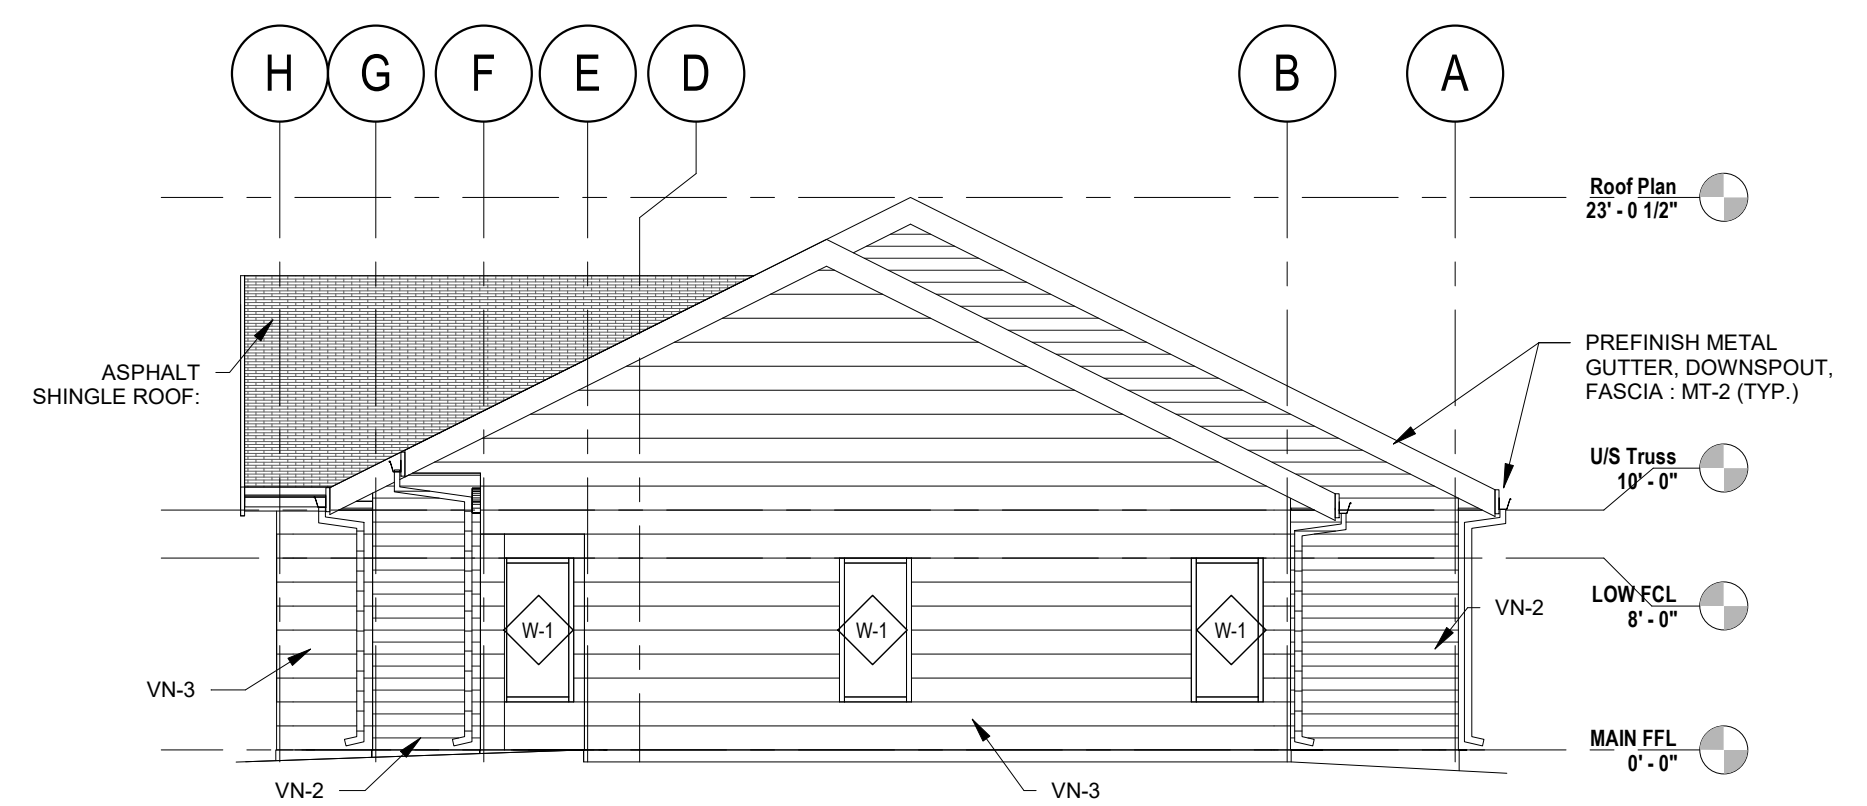 H G F E D B A
Roof Plan
23' - 0 1/2"
ASPHALT
SHINGLE ROOF:
PREFINISH METAL
GUTTER, DOWNSPOUT,
FASCIA : MT-2 (TYP.)
U/S Truss
10' - 0"
LOW FCL
8' - 0"
VN-2
W-1 W-1 W-1
VN-3
MAIN FFL
0' - 0"
VN-2
VN-3